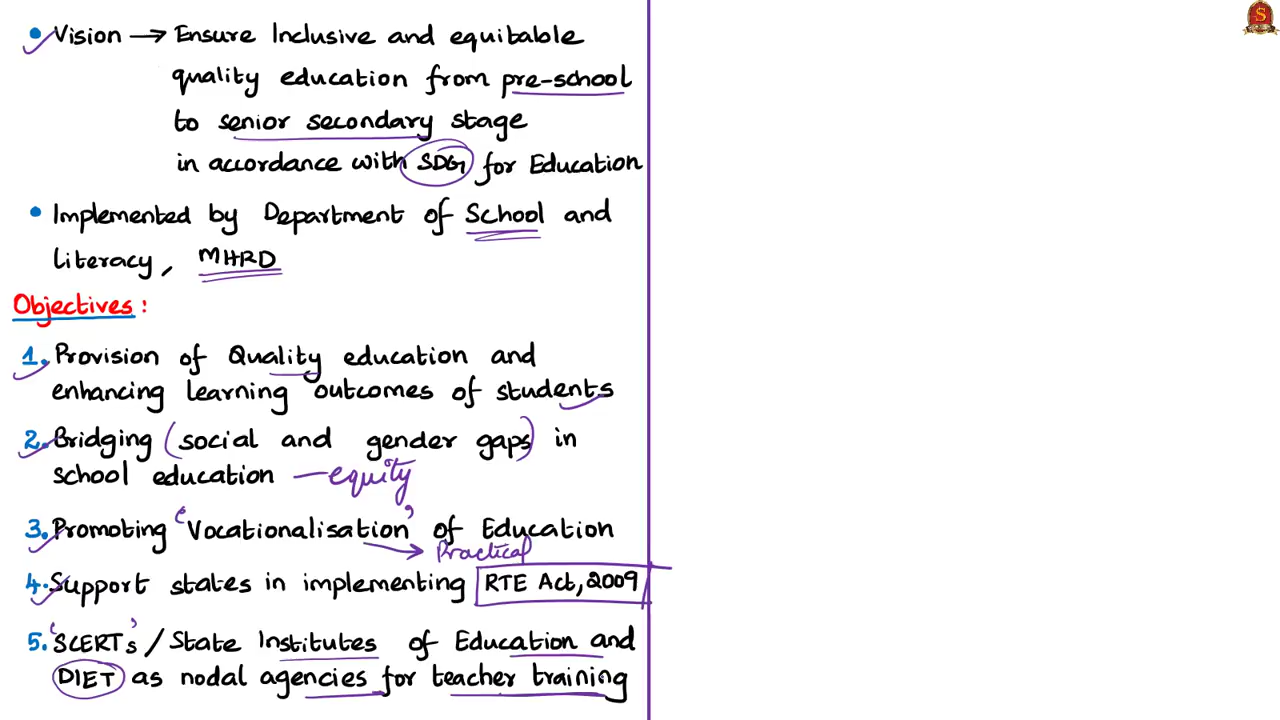 • Vision → Ensure Inclusive and equitable
quality education from pre-school
to senior secondary stage
in accordance with SDG for Education
• Implemented by Department of School and
literacy, MHRD
Objectives :
1. Provision of Quality education and
enhancing learning outcomes of students
2. Bridging (social and gender gaps) in
school education — equity
3. Promoting 'Vocationalisation' of Education
→ Practical
4. Support states in implementing RTE Act, 2009
5. 'SCERTs' / State Institutes of Education and
DIET as nodal agencies for teacher training
S